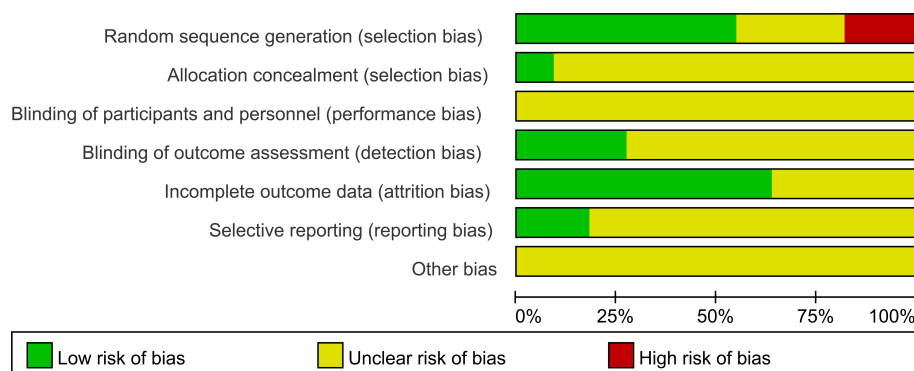 Random sequence generation (selection bias)
Allocation concealment (selection bias)
Blinding of participants and personnel (performance bias)
Blinding of outcome assessment (detection bias)
Incomplete outcome data (attrition bias)
Selective reporting (reporting bias)
Other bias
0% 25% 50% 75% 100%
Low risk of bias Unclear risk of bias High risk of bias